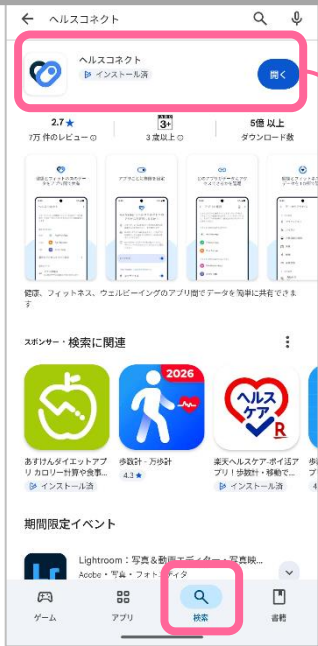 ヘルスコネクト
ヘルスコネクト
インストール済
開く
2.7★
7万 件のレビュー
3+
3 歳以上
5億 以上
ダウンロード数
健康、フィットネス、ウェルビーイングのアプリ間でデータを簡単に共有できま
す
スポンサー・検索に関連
2026
ヘルス
ケア
R
あすけんダイエットアプ
リ カロリー計算や食事...
インストール済
歩数計・万歩計
4.3★
楽天ヘルスケア-ポイ活ア
プリ！歩数計・移動で...
インストール済
期間限定イベント
Lightroom：写真&動画エディター・写真映...
Adobe・写真・フォトエディタ
ゲーム
アプリ
検索
書籍